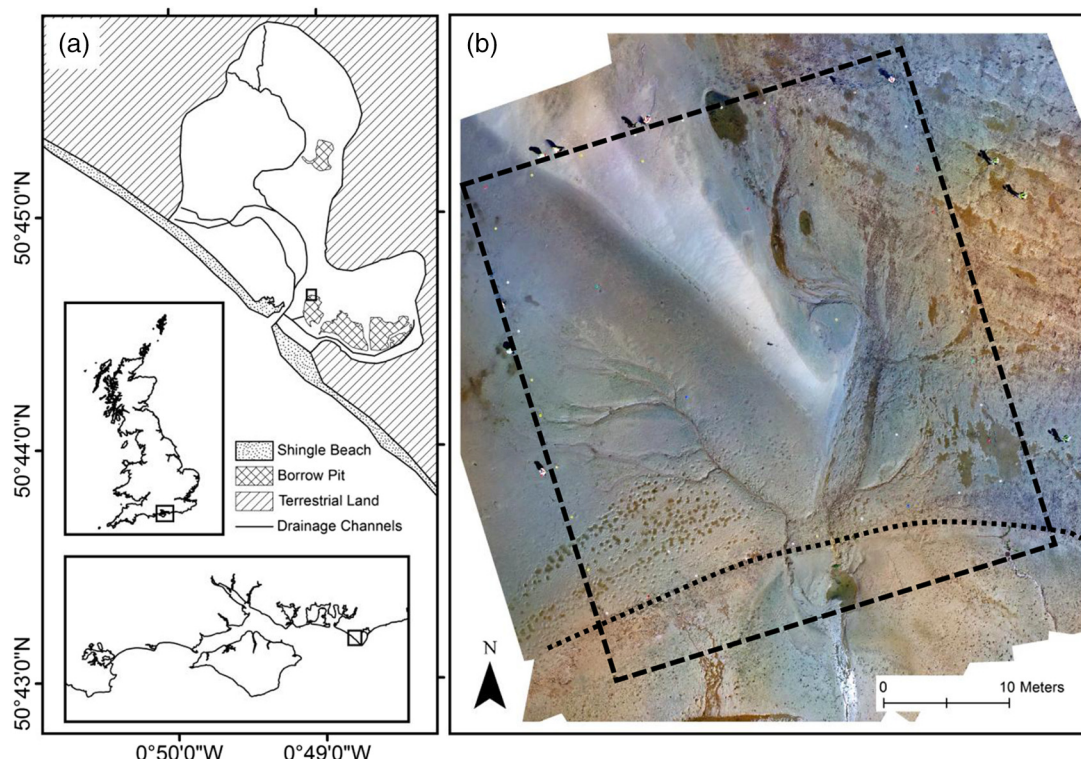 (a)
50°45'0"N
50°44'0"N
50°43'0"N
Shingle Beach
Borrow Pit
Terrestrial Land
Drainage Channels
0°50'0"W
0°49'0"W
(b)
N
0
10 Meters